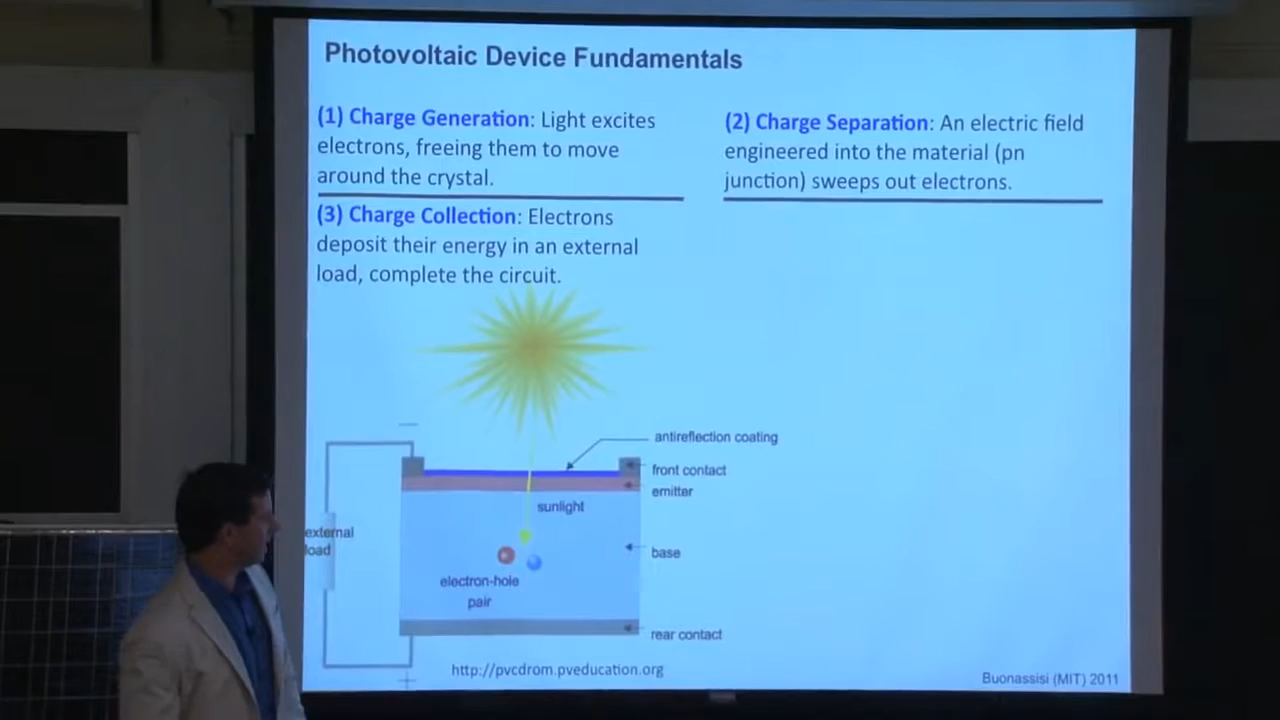 Photovoltaic Device Fundamentals
(1) Charge Generation: Light excites
electrons, freeing them to move
around the crystal.
(2) Charge Separation: An electric field
engineered into the material (pn
junction) sweeps out electrons.
(3) Charge Collection: Electrons
deposit their energy in an external
load, complete the circuit.
antireflection coating
front contact
emitter
sunlight
external
load
base
electron-hole
pair
rear contact
http://pvcdrom.pveducation.org
Buonassisi (MIT) 2011